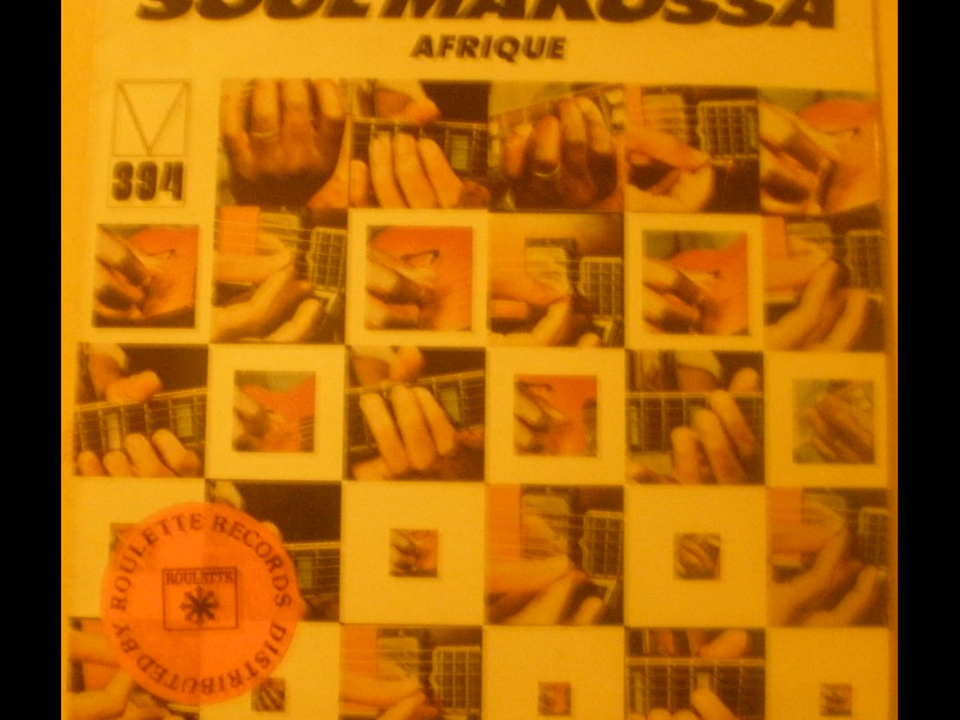 SOUL MAKOSSA
AFRIQUE
394
ROULETTE RECORDS
DISTRIBUTED BY
ROULETTE